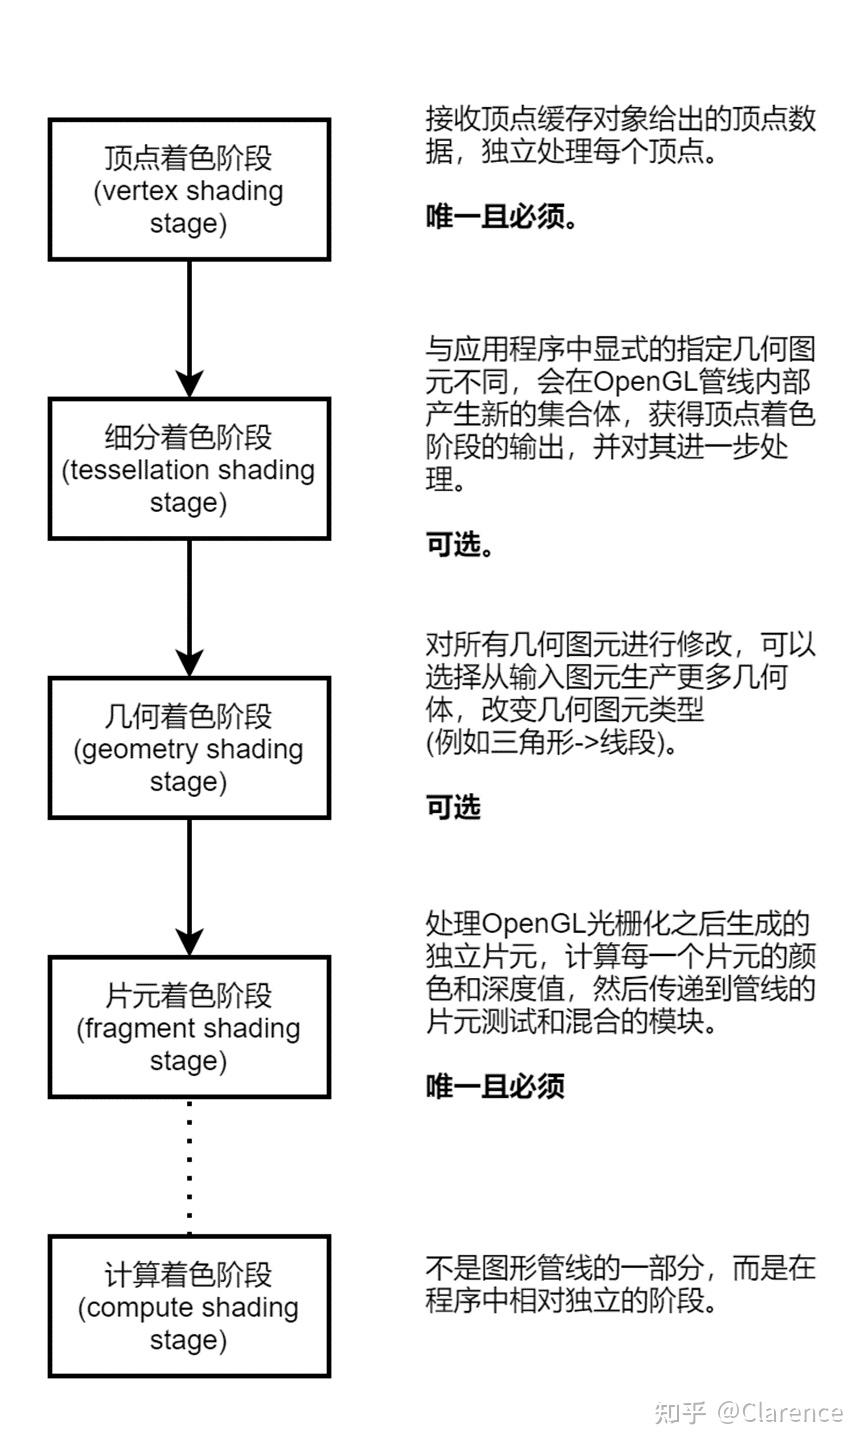 顶点着色阶段
(vertex shading
stage)
接收顶点缓存对象给出的顶点数
据，独立处理每个顶点。
唯一且必须。
细分着色阶段
(tessellation shading
stage)
与应用程序中显式的指定几何图
元不同，会在OpenGL管线内部
产生新的集合体，获得顶点着色
阶段的输出，并对其进一步处
理。
可选。
几何着色阶段
(geometry shading
stage)
对所有几何图元进行修改，可以
选择从输入图元生产更多几何
体，改变几何图元类型
(例如三角形->线段)。
可选
片元着色阶段
(fragment shading
stage)
处理OpenGL光栅化之后生成的
独立片元，计算每一个片元的颜
色和深度值，然后传递到管线的
片元测试和混合的模块。
唯一且必须
计算着色阶段
(compute shading
stage)
不是图形管线的一部分，而是在
程序中相对独立的阶段。
知乎 @Clarence